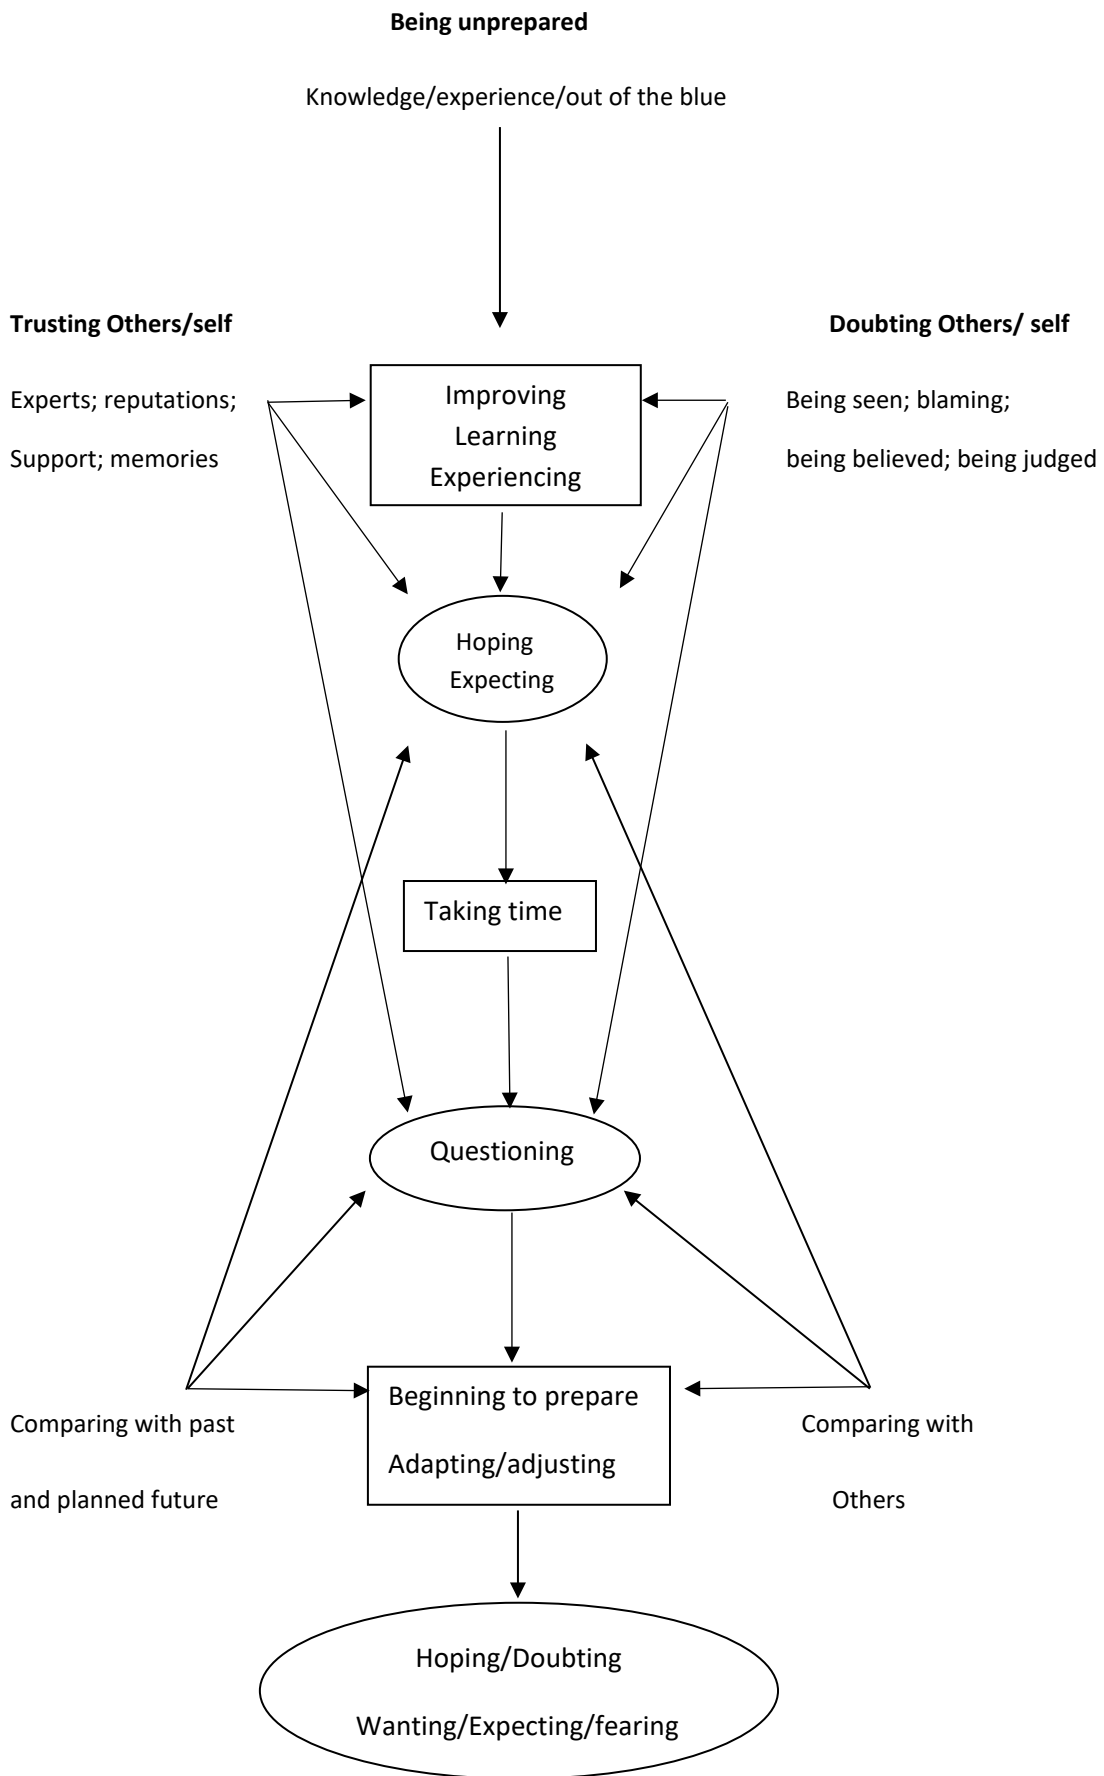 Being unprepared
Knowledge/experience/out of the blue
Trusting Others/self
Doubting Others/ self
Experts; reputations;
Support; memories
Improving
Learning
Experiencing
Being seen; blaming;
being believed; being judged
Hoping
Expecting
Taking time
Questioning
Beginning to prepare
Adapting/adjusting
Comparing with past
and planned future
Comparing with
Others
Hoping/Doubting
Wanting/Expecting/fearing